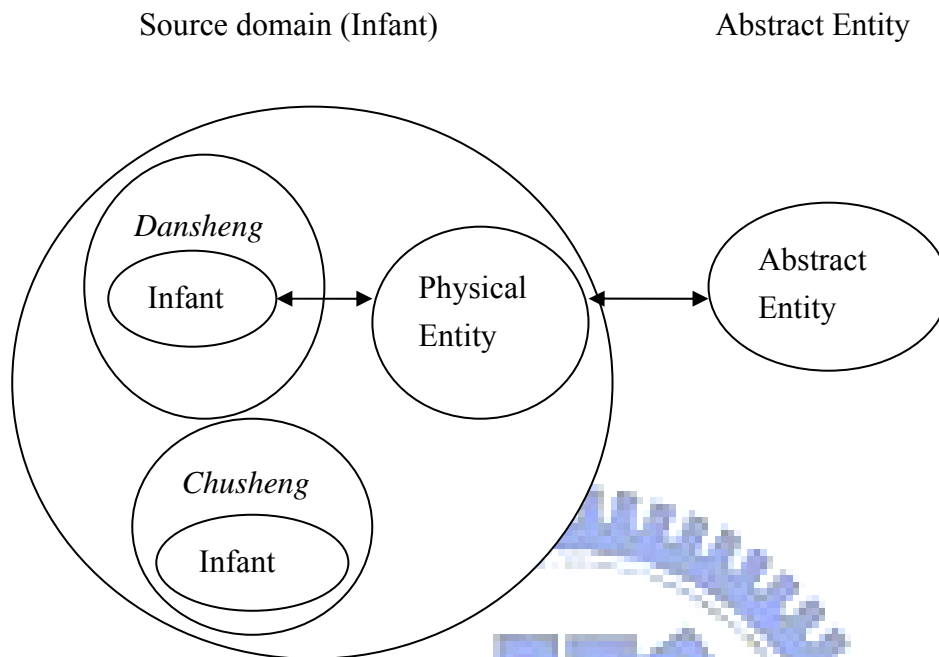 Source domain (Infant) Abstract Entity
Dansheng
Infant
Physical
Entity
Abstract
Entity
Chusheng
Infant